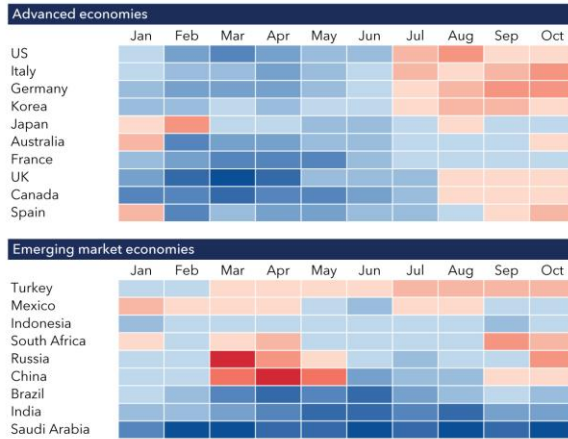 Advanced economies
Jan Feb Mar Apr May Jun Jul Aug Sep Oct
US
Italy
Germany
Korea
Japan
Australia
France
UK
Canada
Spain
Emerging market economies
Jan Feb Mar Apr May Jun Jul Aug Sep Oct
Turkey
Mexico
Indonesia
South Africa
Russia
China
Brazil
India
Saudi Arabia